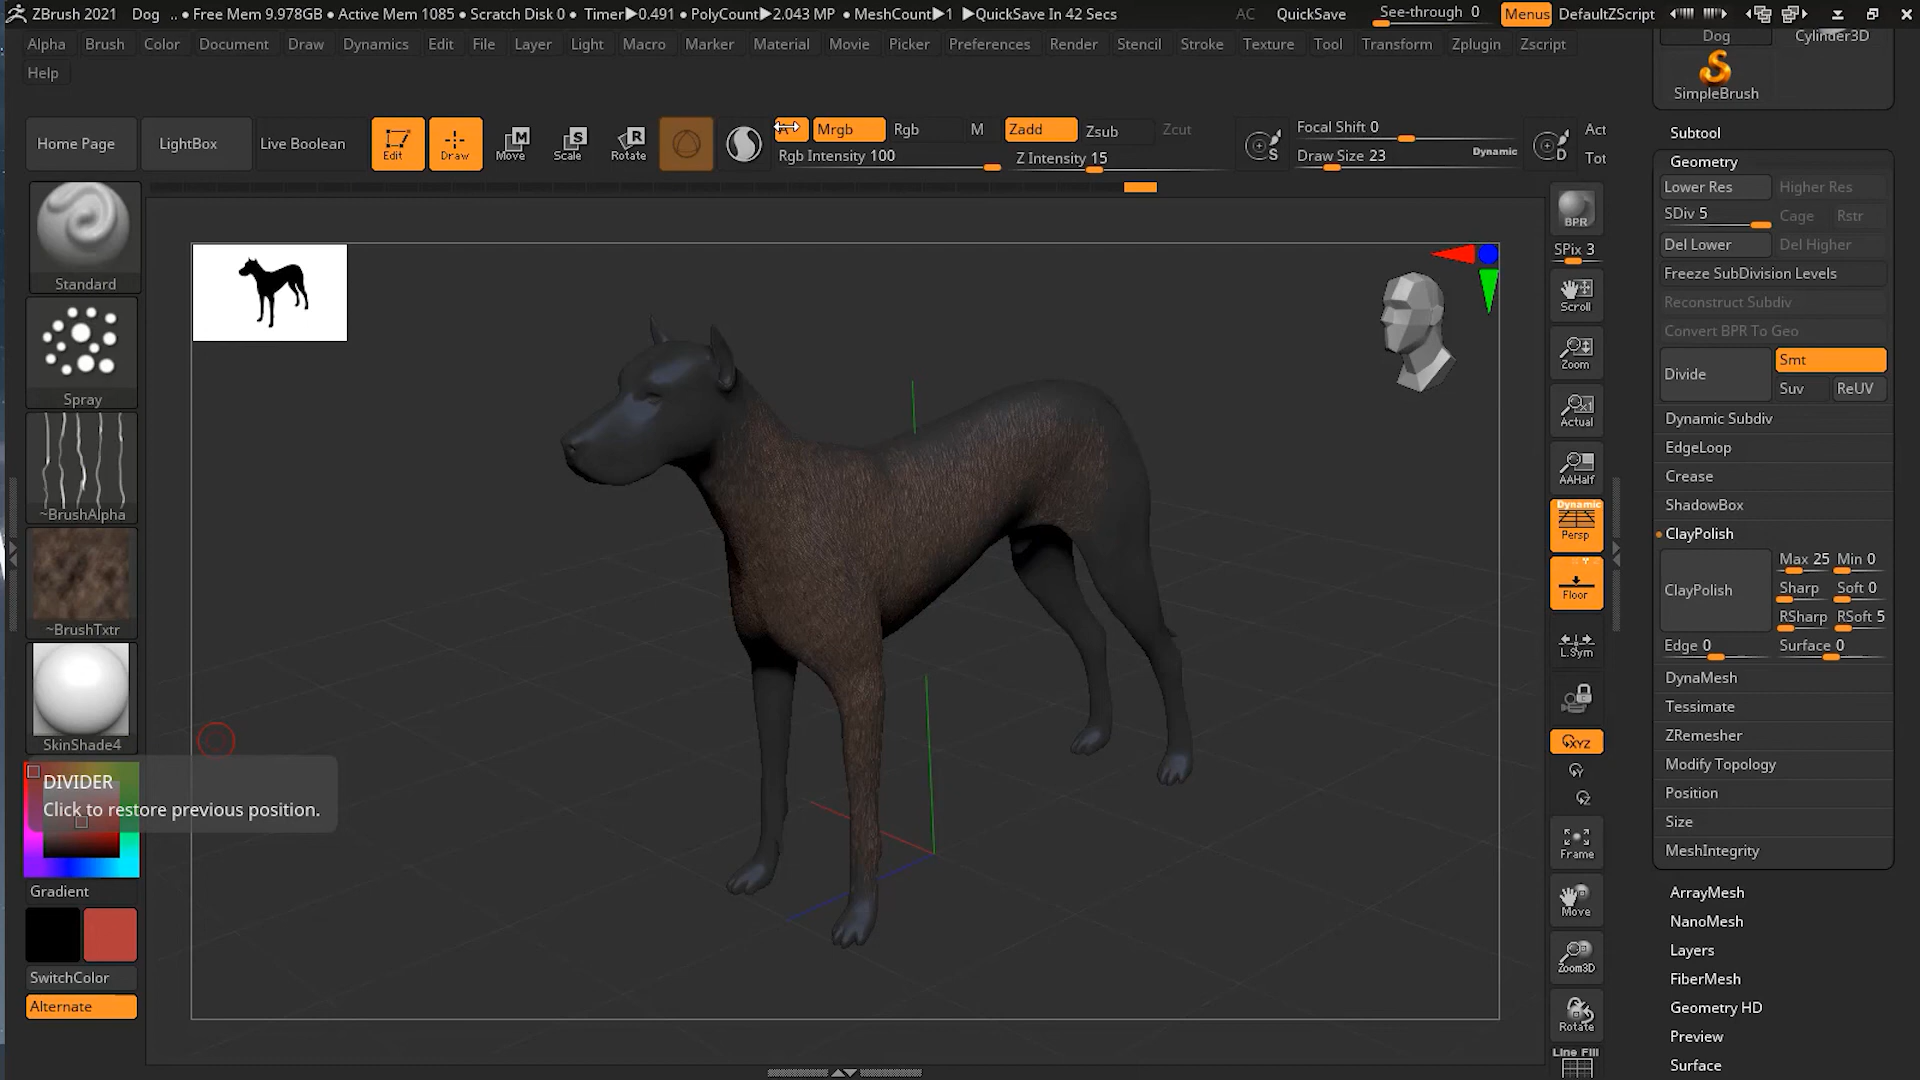 ZBrush 2021 Dog .. • Free Mem 9.978GB • Active Mem 1085 • Scratch Disk 0 • Timer▶0.491 • PolyCount▶2.043 MP • MeshCount▶1 ▶QuickSave In 42 Secs AC QuickSave See-through 0 Menus DefaultZScript
Alpha Brush Color Document Draw Dynamics Edit File Layer Light Macro Marker Material Movie Picker Preferences Render Stencil Stroke Texture Tool Transform Zplugin Zscript
Help
Home Page LightBox Live Boolean Edit Draw Move Scale Rotate
M S R
Mrgb Rgb M Zadd Zsub Zcut
Rgb Intensity 100 Z Intensity 15
S Focal Shift 0
Draw Size 23 Dynamic D
Act
Tot
Standard
Spray
~BrushAlpha
~BrushTxtr
SkinShade4
DIVIDER
Click to restore previous position.
Gradient
SwitchColor
Alternate
BPR
SPix 3
Scroll
Zoom
Actual
AAHalf
Dynamic
Persp
Floor
L.Sym
XYZ
Y
Z
Frame
Move
Zoom3D
Rotate
Line Fill
Dog Cylinder3D
SimpleBrush
Subtool
Geometry
Lower Res Higher Res
SDiv 5 Cage Rstr
Del Lower Del Higher
Freeze SubDivision Levels
Reconstruct Subdiv
Convert BPR To Geo
Divide Smt
Suv ReUV
Dynamic Subdiv
EdgeLoop
Crease
ShadowBox
ClayPolish
ClayPolish Max 25 Min 0
Sharp Soft 0
RSharp RSoft 5
Edge 0 Surface 0
DynaMesh
Tessimate
ZRemesher
Modify Topology
Position
Size
MeshIntegrity
ArrayMesh
NanoMesh
Layers
FiberMesh
Geometry HD
Preview
Surface